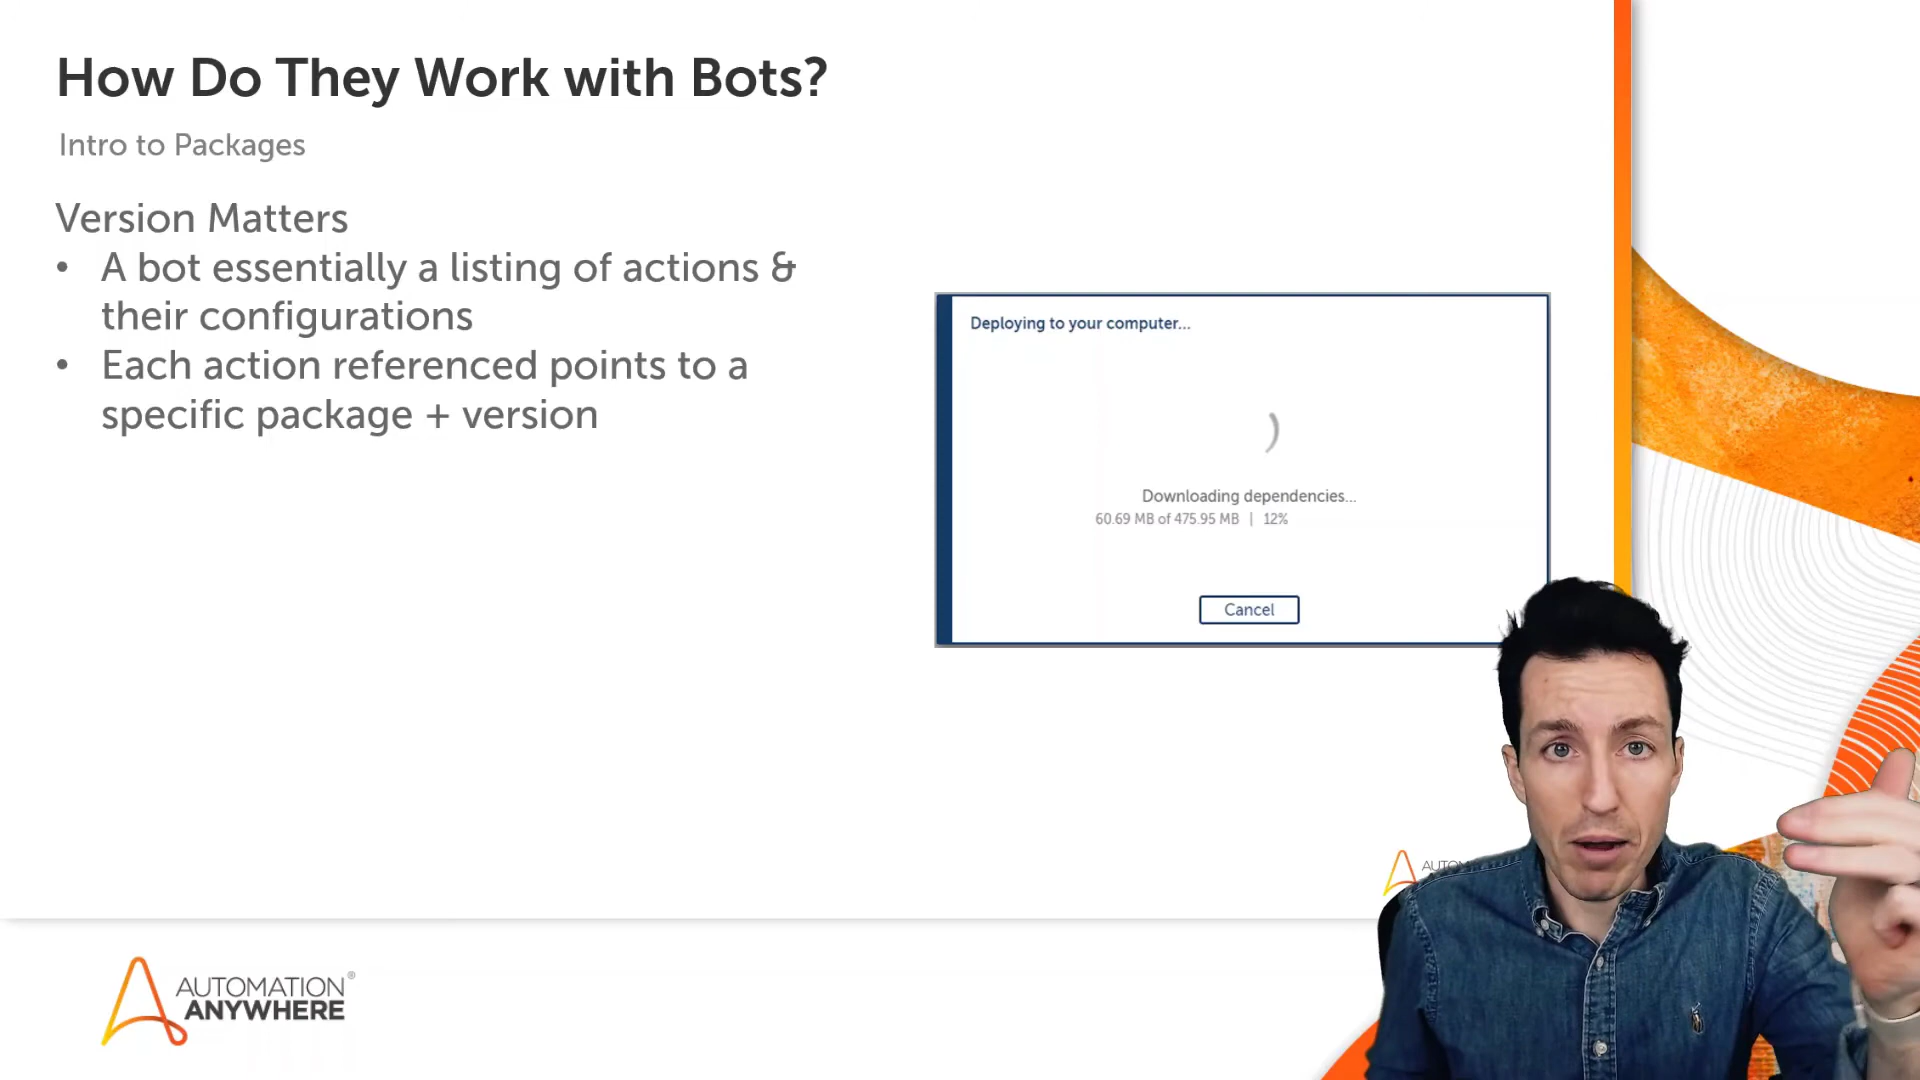 How Do They Work with Bots?
Intro to Packages
Version Matters
• A bot essentially a listing of actions &
their configurations
• Each action referenced points to a
specific package + version
Deploying to your computer...
Downloading dependencies...
60.69 MB of 475.95 MB | 12%
Cancel
AUTOMATION®
ANYWHERE